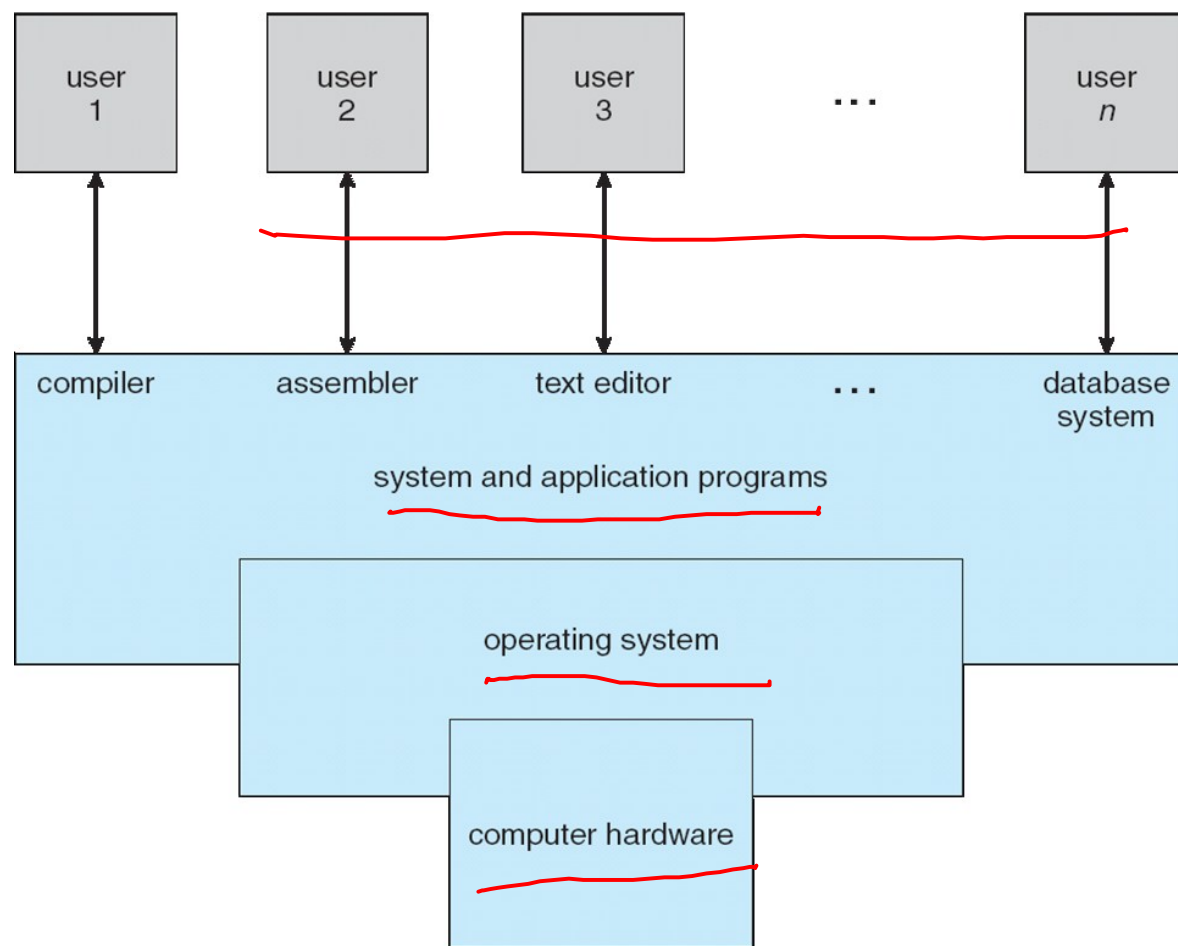 user
1
user
2
user
3
...
user
n
compiler
assembler
text editor
...
database
system
system and application programs
operating system
computer hardware